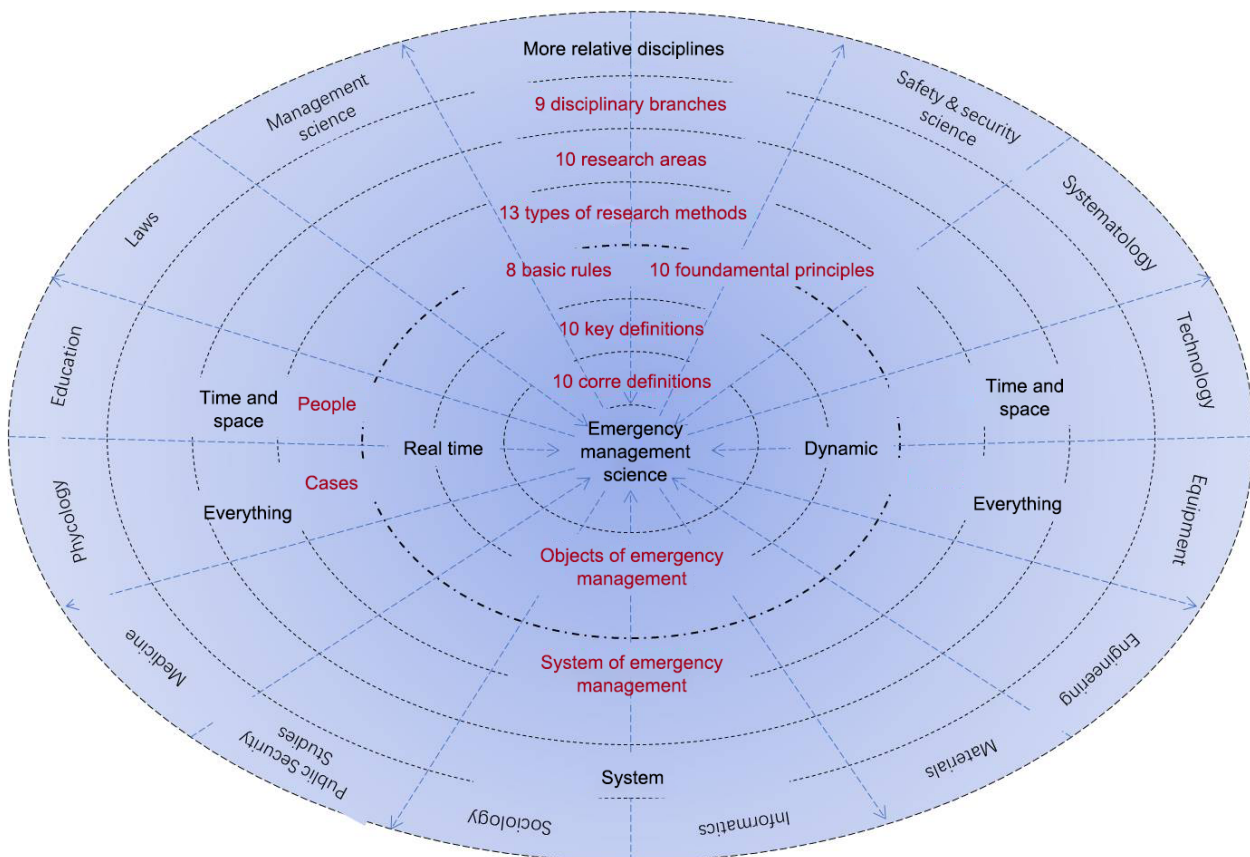 More relative disciplines
Management
science
Safety & security
science
9 disciplinary branches
10 research areas
Laws
Systematology
13 types of research methods
8 basic rules
10 foundamental principles
10 key definitions
Education
Technology
10 corre definitions
Time and
space
People
Time and
space
Real time
Emergency
management
science
Dynamic
Cases
Everything
Everything
Phycology
Equipment
Objects of emergency
management
Medicine
Engineering
System of emergency
management
Public Security
Studies
Materials
System
Sociology
Informatics